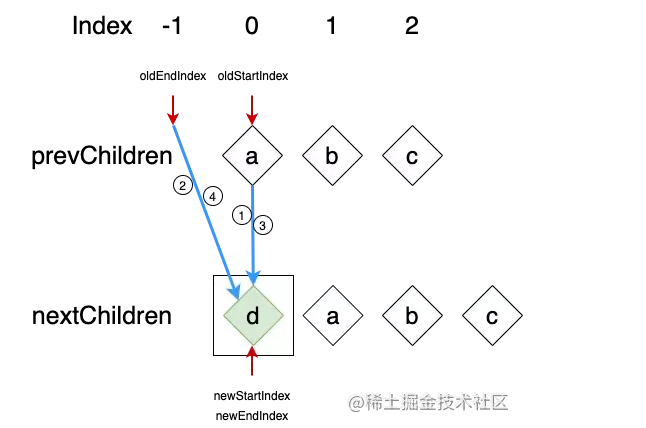 Index -1 0 1 2
oldEndIndex oldStartIndex
prevChildren a b c
② ④
① ③
nextChildren d a b c
newStartIndex
newEndIndex
@稀土掘金技术社区